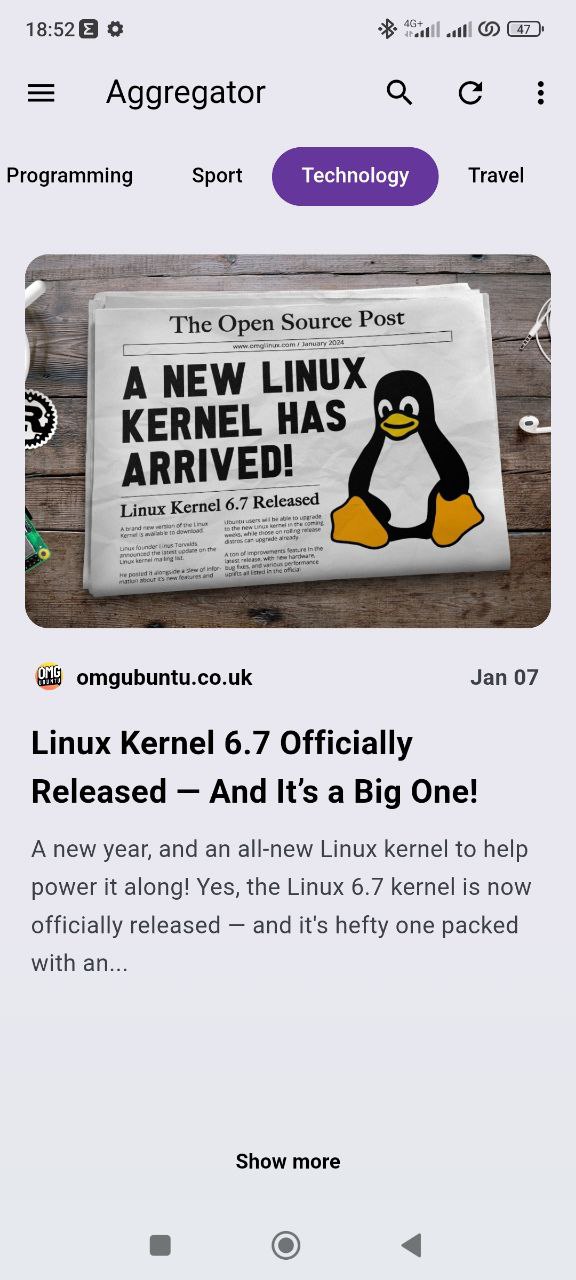 18:52
4G+
47
Aggregator
Programming Sport Technology Travel
The Open Source Post
www.omglinux.com / January 2024
A NEW LINUX
KERNEL HAS
ARRIVED!
Linux Kernel 6.7 Released
A brand new version of the Linux
Kernel is available to download.
Linux founder Linus Torvalds
announced the latest update on the
Linux kernel mailing list.
He posted it alongside a slew of infor-
mation about it's new features and
Ubuntu users will be able to upgrade
to the new Linux kernel in the coming
weeks, while those on rolling release
distros can upgrade already.
A ton of improvements feature in the
latest release, with new hardware,
bug fixes, and various performance
uplifts all listed in the official
R
OMG!
UBUNTU
omgubuntu.co.uk Jan 07
Linux Kernel 6.7 Officially
Released — And It’s a Big One!
A new year, and an all-new Linux kernel to help
power it along! Yes, the Linux 6.7 kernel is now
officially released — and it's hefty one packed
with an...
Show more